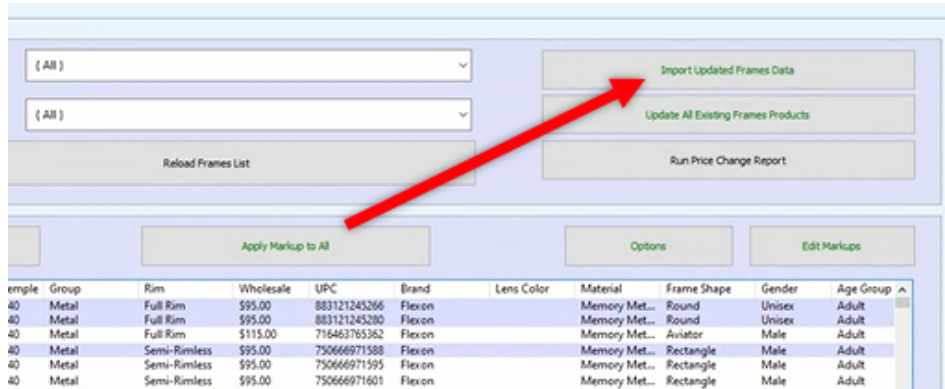 ( All )
Import Updated Frames Data
( All )
Update All Existing Frames Products
Reload Frames List
Run Price Change Report
Apply Markup to All
Options
Edit Markups
emple Group Rim Wholesale UPC Brand Lens Color Material Frame Shape Gender Age Group
40 Metal Full Rim $95.00 883121245266 Flexon Memory Met... Round Unisex Adult
40 Metal Full Rim $95.00 883121245280 Flexon Memory Met... Round Unisex Adult
40 Metal Full Rim $115.00 716463765362 Flexon Memory Met... Aviator Male Adult
40 Metal Semi-Rimless $95.00 750666971588 Flexon Memory Met... Rectangle Male Adult
40 Metal Semi-Rimless $95.00 750666971595 Flexon Memory Met... Rectangle Male Adult
40 Metal Semi-Rimless $95.00 750666971601 Flexon Memory Met... Rectangle Male Adult